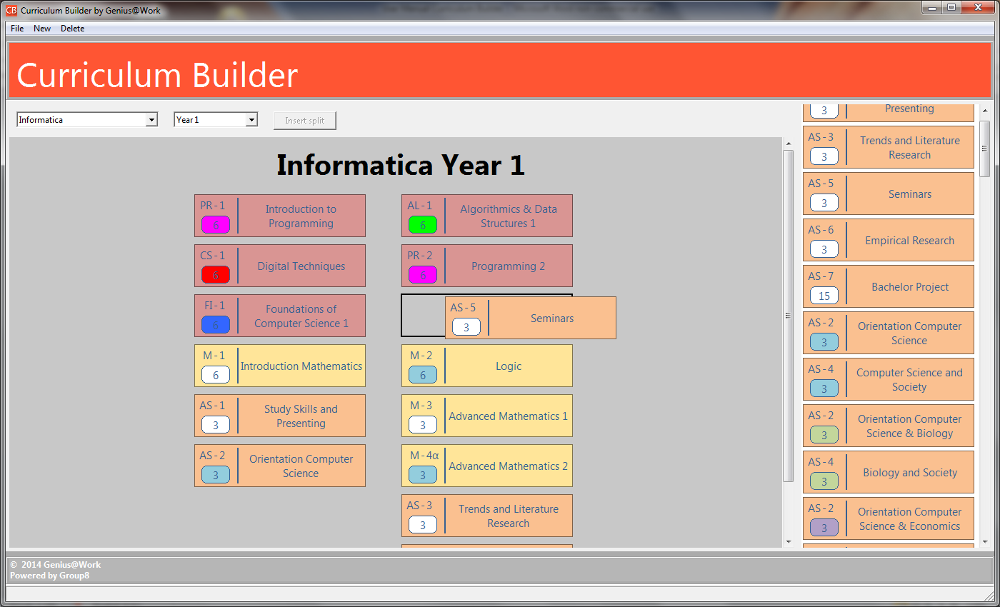 CB Curriculum Builder by Genius@Work
File New Delete
Curriculum Builder
Informatica Year 1 Insert split
Informatica Year 1
PR - 1
6
Introduction to
Programming
CS - 1
6
Digital Techniques
FI - 1
6
Foundations of
Computer Science 1
M - 1
6
Introduction Mathematics
AS - 1
3
Study Skills and
Presenting
AS - 2
3
Orientation Computer
Science
AL - 1
6
Algorithmics & Data
Structures 1
PR - 2
6
Programming 2
AS - 5
3
Seminars
M - 2
6
Logic
M - 3
3
Advanced Mathematics 1
M - 4α
3
Advanced Mathematics 2
AS - 3
3
Trends and Literature
Research
3
Presenting
AS - 3
3
Trends and Literature
Research
AS - 5
3
Seminars
AS - 6
3
Empirical Research
AS - 7
15
Bachelor Project
AS - 2
3
Orientation Computer
Science
AS - 4
3
Computer Science and
Society
AS - 2
3
Orientation Computer
Science & Biology
AS - 4
3
Biology and Society
AS - 2
3
Orientation Computer
Science & Economics
© 2014 Genius@Work
Powered by Group8